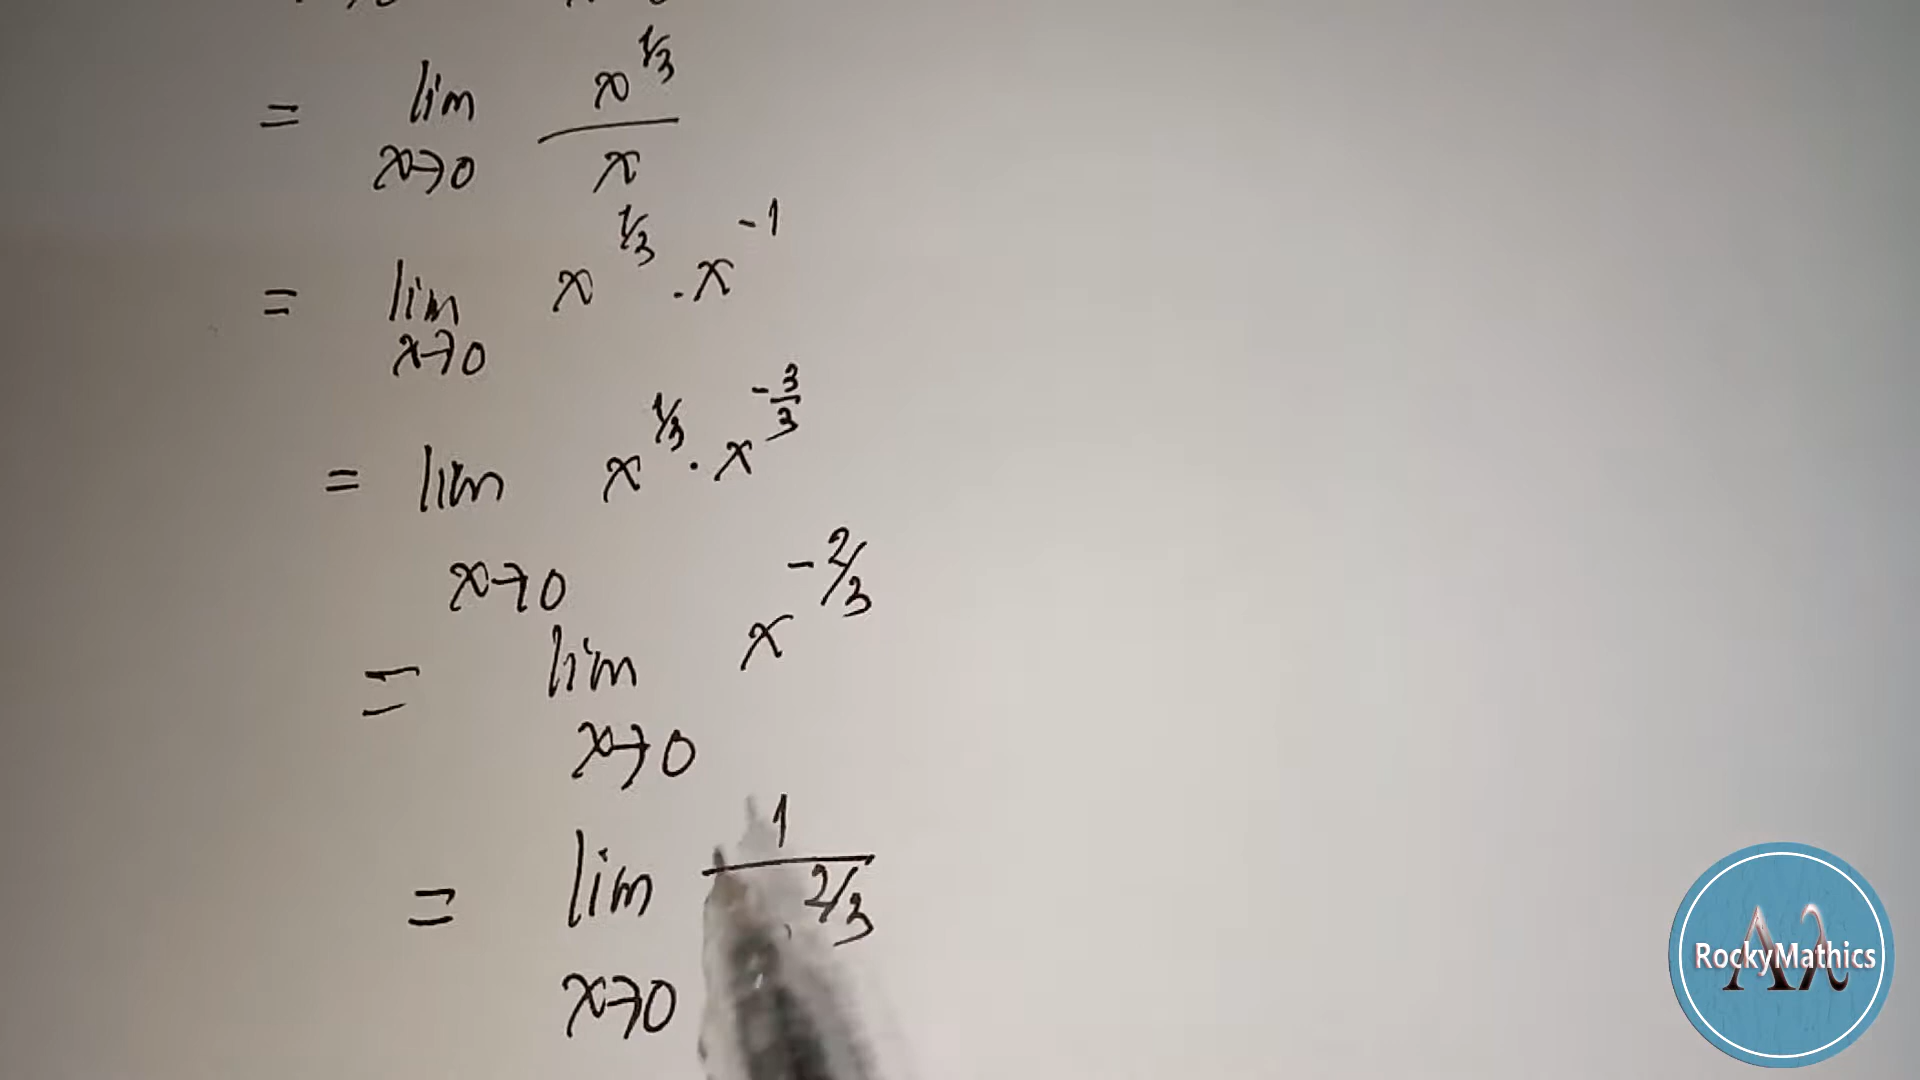 = lim x^{1/3} / x
x→0
= lim x^{1/3} . x^{-1}
x→0
= lim x^{1/3} . x^{-3/3}
x→0
= lim x^{-2/3}
x→0
= lim 1 / ^{2/3}
x→0
RockyMathics